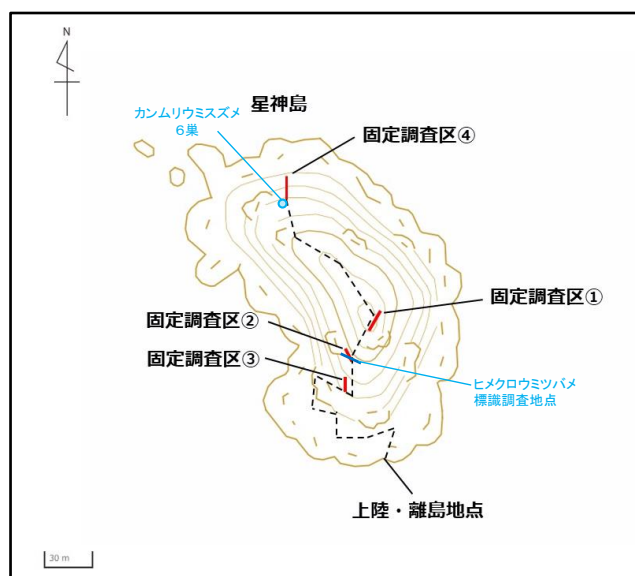 N
星神島
カンムリウミスズメ
6巣
固定調査区④
固定調査区①
固定調査区②
固定調査区③
ヒメクロウミツバメ
標識調査地点
上陸・離島地点
30 m